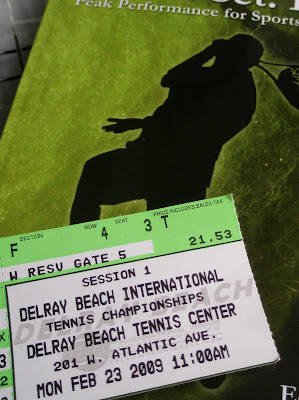 Peak Performance for Sports
SECTION ROW SEAT PRICE INCLUDES SALES TAX
F 4 3 T
21.53
W RESV GATE 5
SESSION 1
DELRAY BEACH INTERNATIONAL
TENNIS CHAMPIONSHIPS
DELRAY BEACH TENNIS CENTER
201 W. ATLANTIC AVE.
MON FEB 23 2009 11:00AM